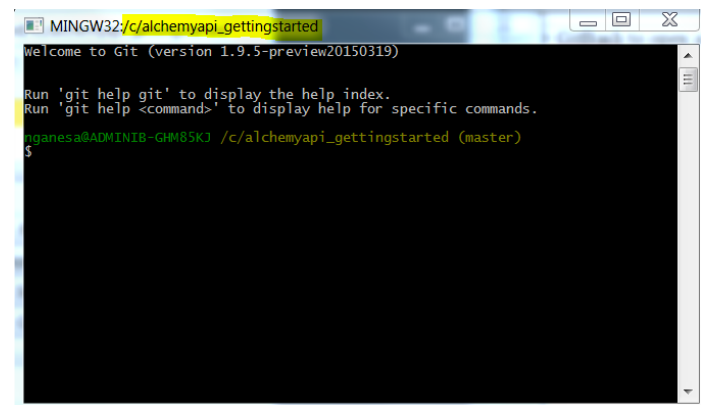 MINGW32:/c/alchemyapi_gettingstarted
Welcome to Git (version 1.9.5-preview20150319)
Run 'git help git' to display the help index.
Run 'git help <command>' to display help for specific commands.
nganesa@ADMINIB-GHM85KJ /c/alchemyapi_gettingstarted (master)
$